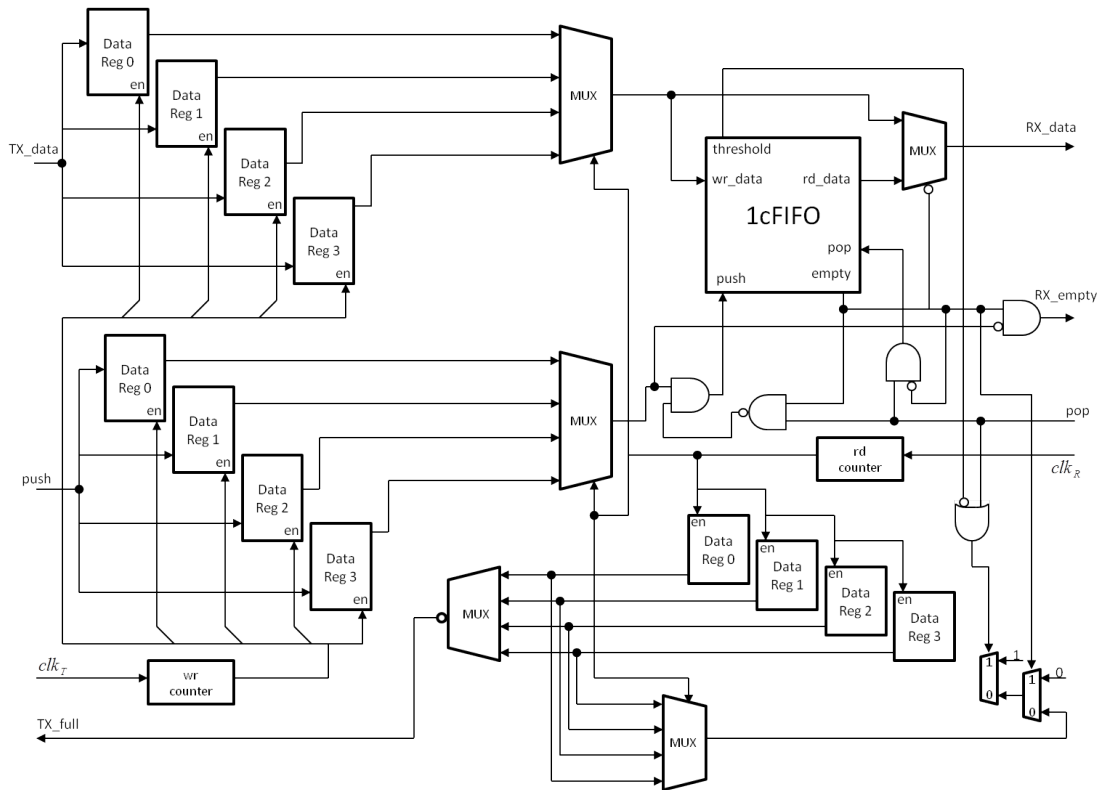 Data
Reg 0
en
Data
Reg 1
en
Data
Reg 2
en
Data
Reg 3
en
TX_data
MUX
threshold
wr_data
rd_data
1cFIFO
pop
empty
push
MUX
RX_data
RX_empty
Data
Reg 0
en
Data
Reg 1
en
Data
Reg 2
en
Data
Reg 3
en
push
MUX
pop
rd
counter
clk_R
en
Data
Reg 0
en
Data
Reg 1
en
Data
Reg 2
en
Data
Reg 3
MUX
clk_T
wr
counter
TX_full
MUX
1
0
1
1
0
0